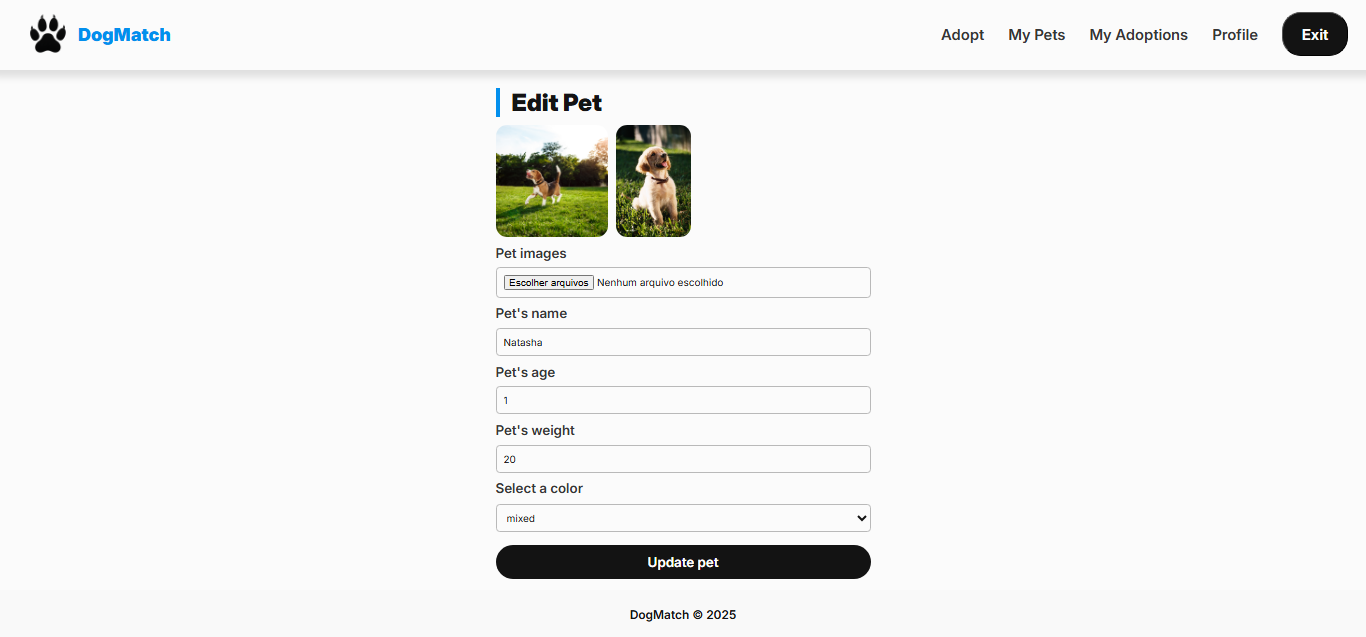 DogMatch
Adopt My Pets My Adoptions Profile Exit
Edit Pet
Pet images
Escolher arquivos Nenhum arquivo escolhido
Pet's name
Natasha
Pet's age
1
Pet's weight
20
Select a color
mixed
Update pet
DogMatch © 2025